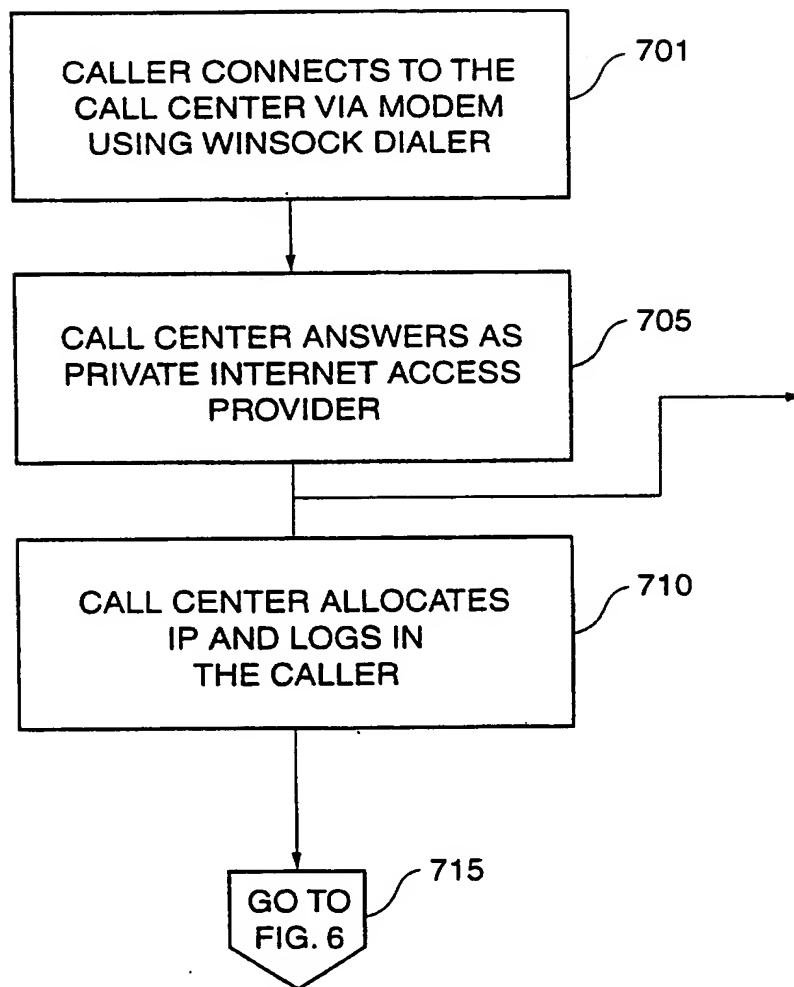 CALLER CONNECTS TO THE
CALL CENTER VIA MODEM
USING WINSOCK DIALER
701
CALL CENTER ANSWERS AS
PRIVATE INTERNET ACCESS
PROVIDER
705
CALL CENTER ALLOCATES
IP AND LOGS IN
THE CALLER
710
GO TO
FIG. 6
715